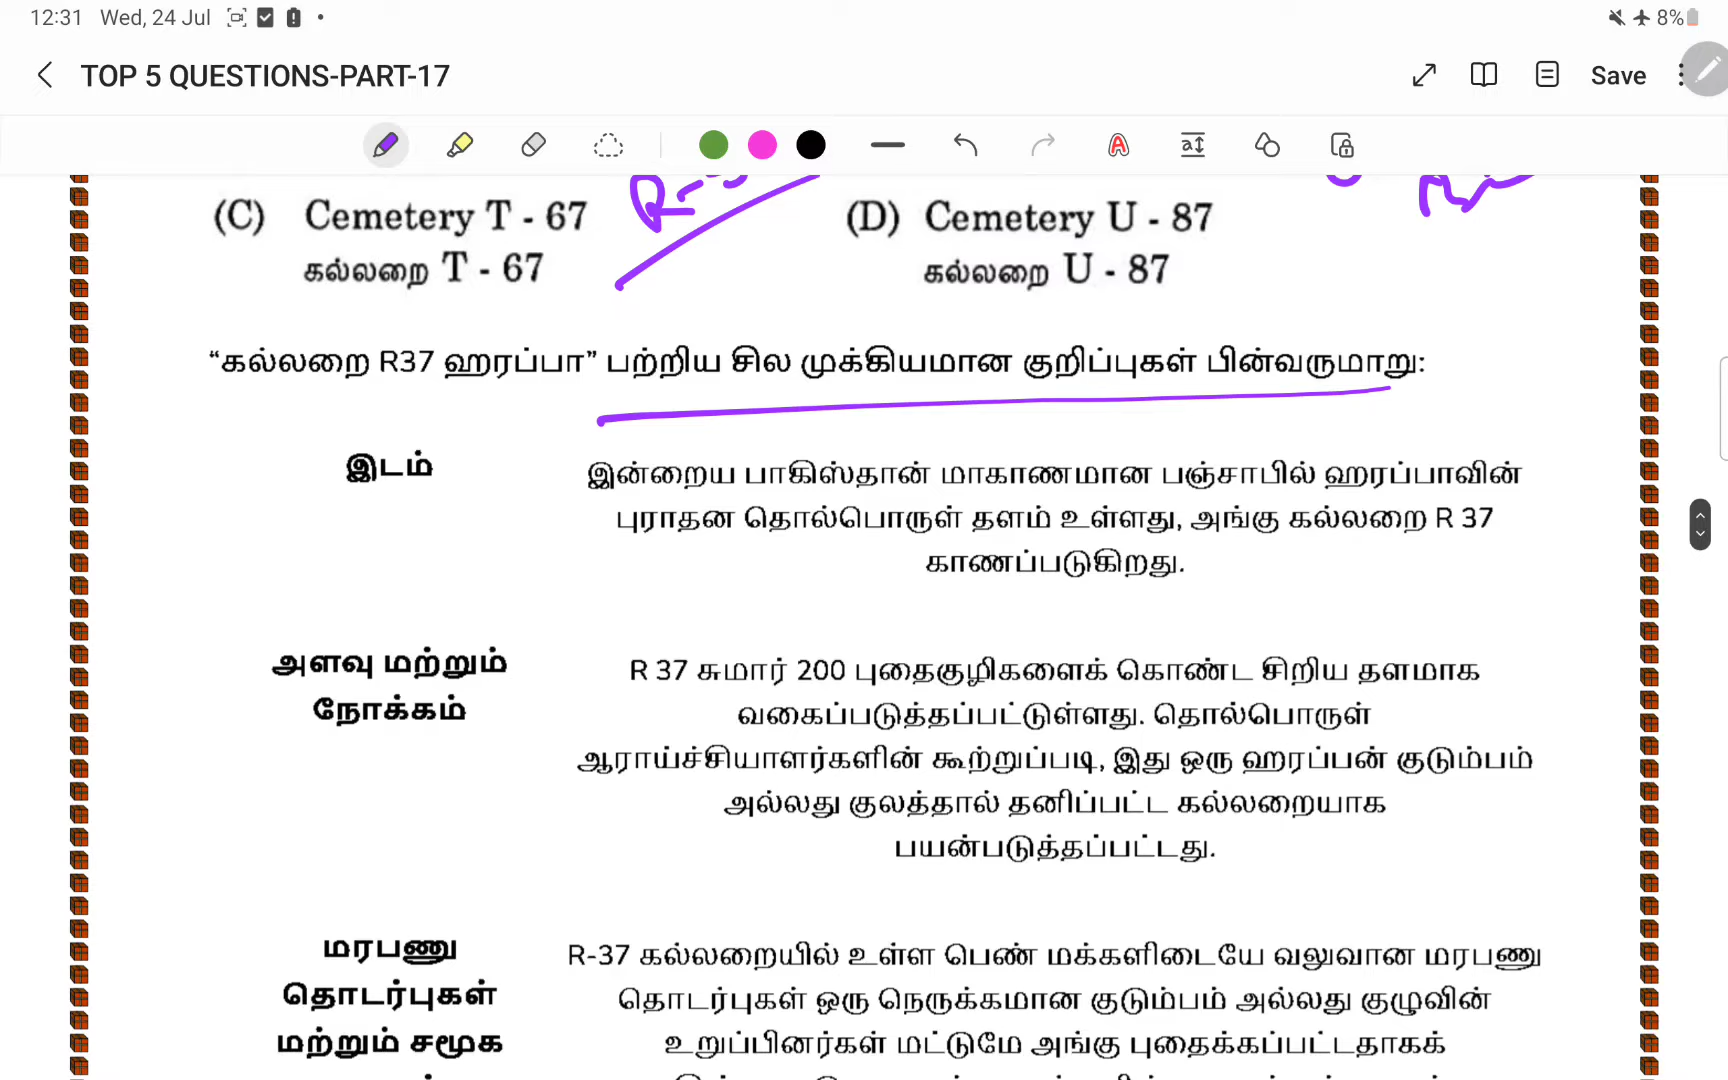 12:31 Wed, 24 Jul
8%
TOP 5 QUESTIONS-PART-17
Save
(C) Cemetery T - 67
கல்லறை T - 67
(D) Cemetery U - 87
கல்லறை U - 87
“கல்லறை R37 ஹரப்பா” பற்றிய சில முக்கியமான குறிப்புகள் பின்வருமாறு:
இடம்
இன்றைய பாகிஸ்தான் மாகாணமான பஞ்சாபில் ஹரப்பாவின்
புராதன தொல்பொருள் தளம் உள்ளது, அங்கு கல்லறை R 37
காணப்படுகிறது.
அளவு மற்றும்
நோக்கம்
R 37 சுமார் 200 புதைகுழிகளைக் கொண்ட சிறிய தளமாக
வகைப்படுத்தப்பட்டுள்ளது. தொல்பொருள்
ஆராய்ச்சியாளர்களின் கூற்றுப்படி, இது ஒரு ஹரப்பன் குடும்பம்
அல்லது குலத்தால் தனிப்பட்ட கல்லறையாக
பயன்படுத்தப்பட்டது.
மரபணு
தொடர்புகள்
மற்றும் சமூக
R-37 கல்லறையில் உள்ள பெண் மக்களிடையே வலுவான மரபணு
தொடர்புகள் ஒரு நெருக்கமான குடும்பம் அல்லது குழுவின்
உறுப்பினர்கள் மட்டுமே அங்கு புதைக்கப்பட்டதாகக்